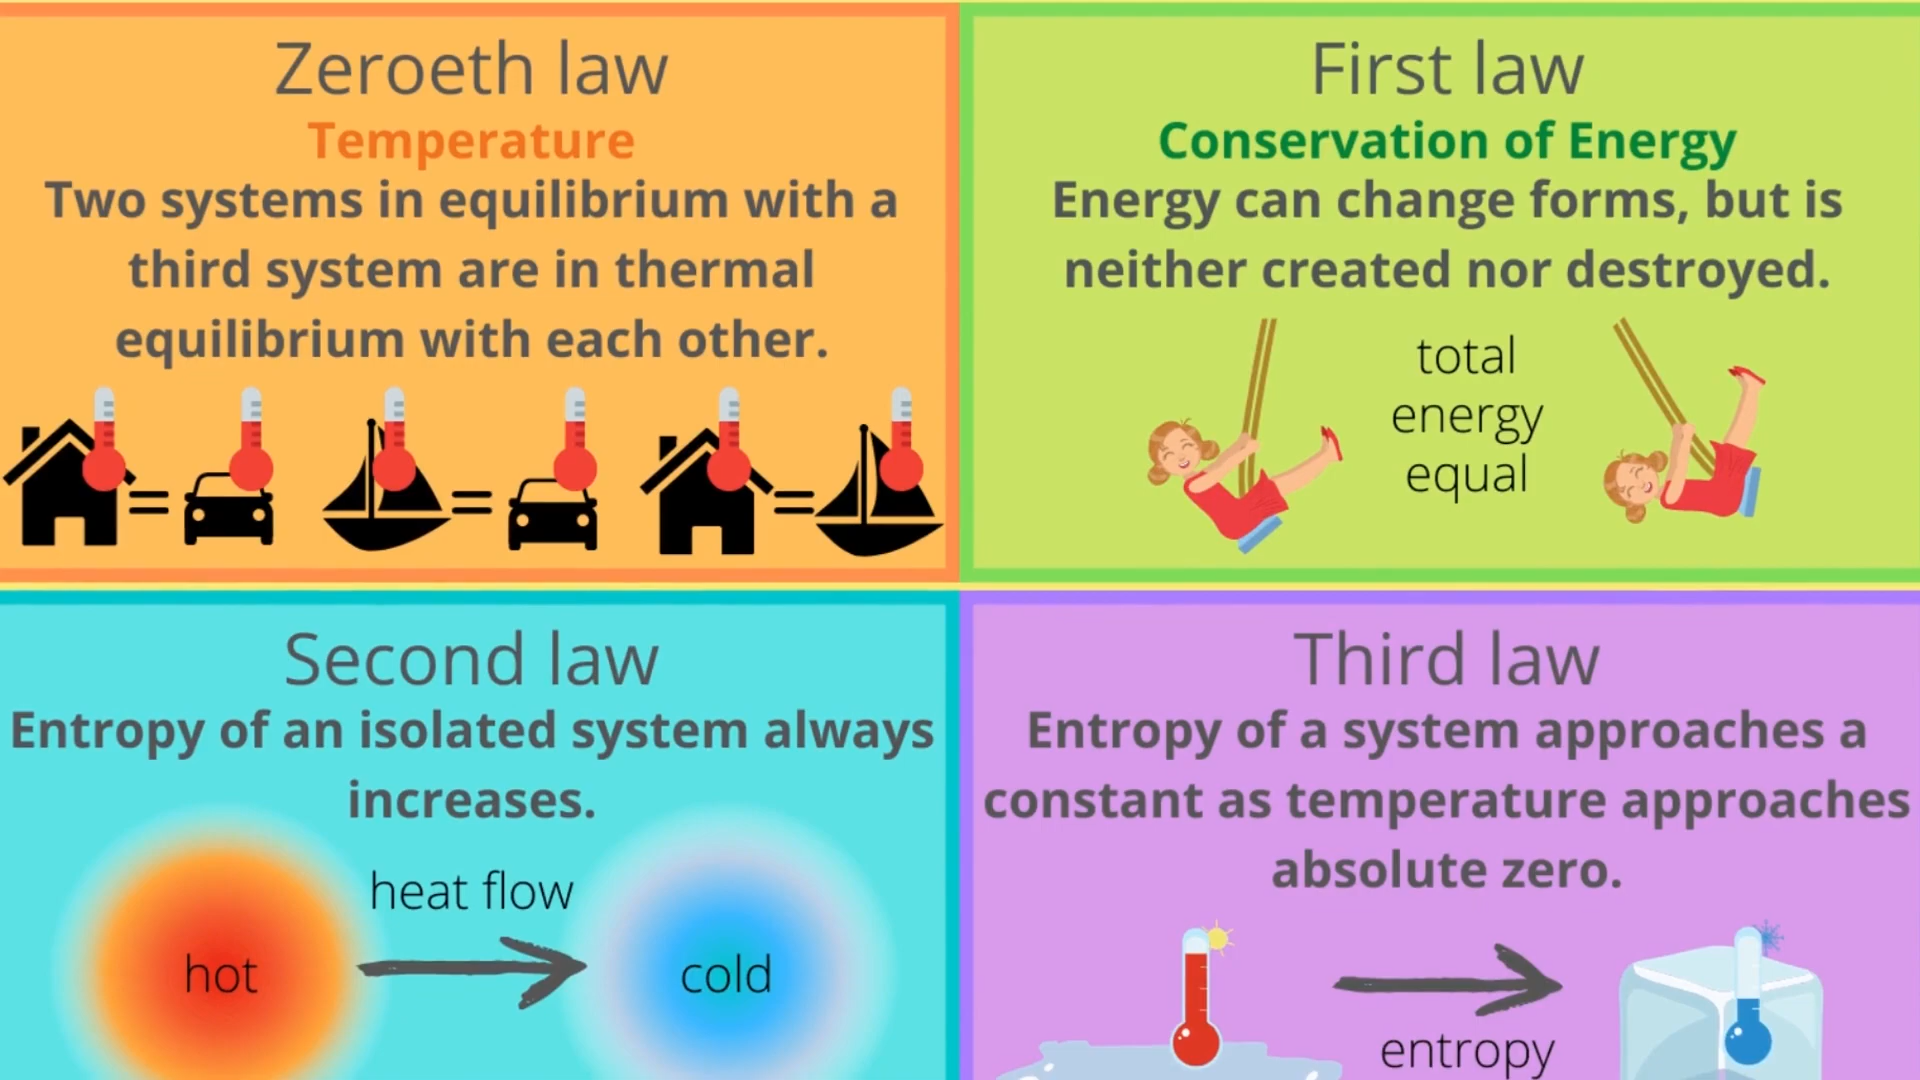 Zeroeth law
Temperature
Two systems in equilibrium with a
third system are in thermal
equilibrium with each other.
=
=
=
First law
Conservation of Energy
Energy can change forms, but is
neither created nor destroyed.
total
energy
equal
Second law
Entropy of an isolated system always
increases.
heat flow
hot
cold
Third law
Entropy of a system approaches a
constant as temperature approaches
absolute zero.
entropy